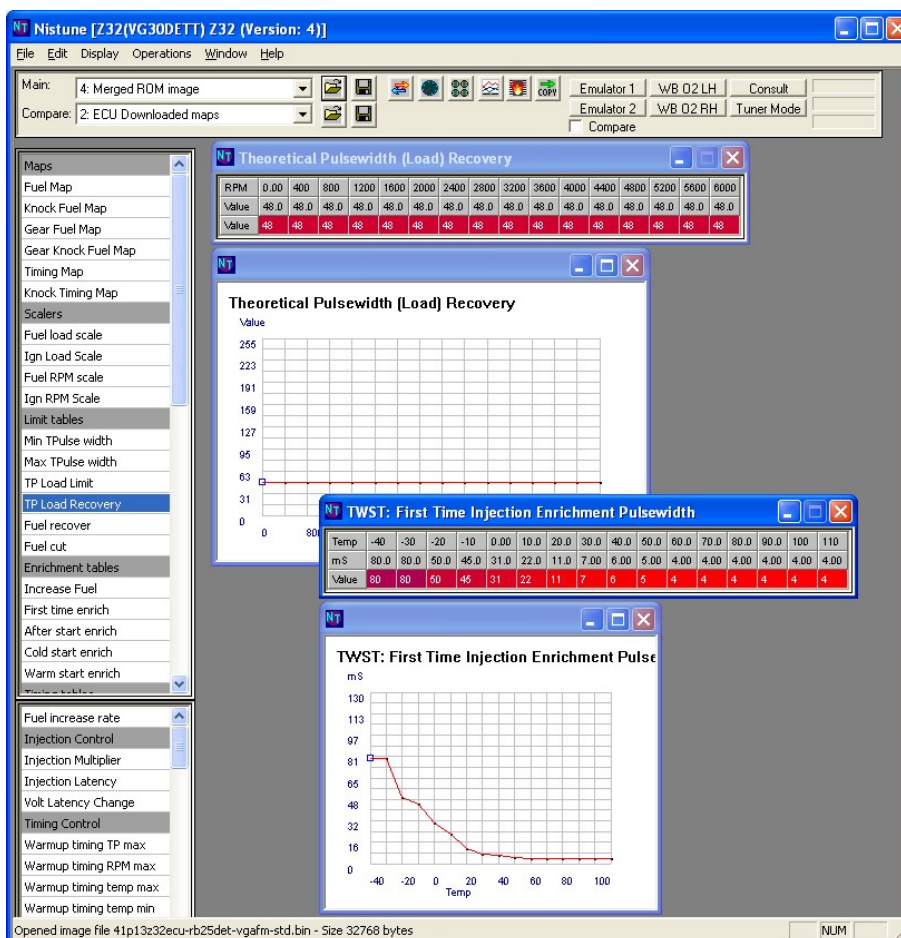 Nistune [Z32(VG30DETT) Z32 (Version: 4)]
File Edit Display Operations Window Help
Main: 4: Merged ROM image
Compare: 2: ECU Downloaded maps
COPY
Emulator 1 WB O2 LH Consult
Emulator 2 WB O2 RH Tuner Mode
Compare
Maps
Fuel Map
Knock Fuel Map
Gear Fuel Map
Gear Knock Fuel Map
Timing Map
Knock Timing Map
Scalers
Fuel load scale
Ign Load Scale
Fuel RPM scale
Ign RPM Scale
Limit tables
Min TPulse width
Max TPulse width
TP Load Limit
TP Load Recovery
Fuel recover
Fuel cut
Enrichment tables
Increase Fuel
First time enrich
After start enrich
Cold start enrich
Warm start enrich
Timing tables
Fuel increase rate
Injection Control
Injection Multiplier
Injection Latency
Volt Latency Change
Timing Control
Warmup timing TP max
Warmup timing RPM max
Warmup timing temp max
Warmup timing temp min
NT Theoretical Pulsewidth (Load) Recovery
RPM 0.00 400 800 1200 1600 2000 2400 2800 3200 3600 4000 4400 4800 5200 5600 6000
Value 48.0 48.0 48.0 48.0 48.0 48.0 48.0 48.0 48.0 48.0 48.0 48.0 48.0 48.0 48.0 48.0
Value 48 48 48 48 48 48 48 48 48 48 48 48 48 48 48 48
NT
Theoretical Pulsewidth (Load) Recovery
Value
255
223
191
159
127
95
63
31
0
0
NT TWST: First Time Injection Enrichment Pulsewidth
Temp -40 -30 -20 -10 0.00 10.0 20.0 30.0 40.0 50.0 60.0 70.0 80.0 90.0 100 110
mS 80.0 80.0 50.0 45.0 31.0 22.0 11.0 7.00 6.00 5.00 4.00 4.00 4.00 4.00 4.00 4.00
Value 80 80 50 45 31 22 11 7 6 5 4 4 4 4 4 4
NT
TWST: First Time Injection Enrichment Pulse
mS
130
113
97
81
65
48
32
16
0
-40 -20 0 20 40 60 80 100
Temp
Opened image file 41p13z32ecu-rb25det-vgafm-std.bin - Size 32768 bytes
NUM